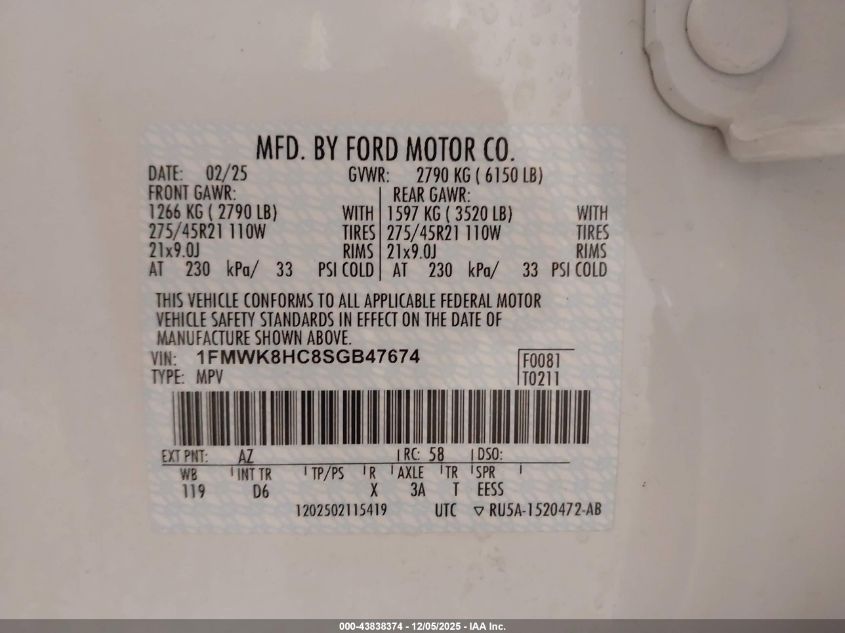 MFD. BY FORD MOTOR CO.
DATE: 02/25 GVWR: 2790 KG ( 6150 LB)
FRONT GAWR: REAR GAWR:
1266 KG ( 2790 LB) WITH 1597 KG ( 3520 LB) WITH
275/45R21 110W TIRES 275/45R21 110W TIRES
21x9.0J RIMS 21x9.0J RIMS
AT 230 kPa/ 33 PSI COLD AT 230 kPa/ 33 PSI COLD
THIS VEHICLE CONFORMS TO ALL APPLICABLE FEDERAL MOTOR
VEHICLE SAFETY STANDARDS IN EFFECT ON THE DATE OF
MANUFACTURE SHOWN ABOVE.
VIN: 1FMWK8HC8SGB47674 F0081
TYPE: MPV T0211
EXT PNT: AZ RC: 58 DSO:
WB INT TR TP/PS R AXLE TR SPR
119 D6 X 3A T EESS
1202502115419 UTC ▽ RU5A-1520472-AB
000-43838374 | 12/05/2025 - IAA Inc.